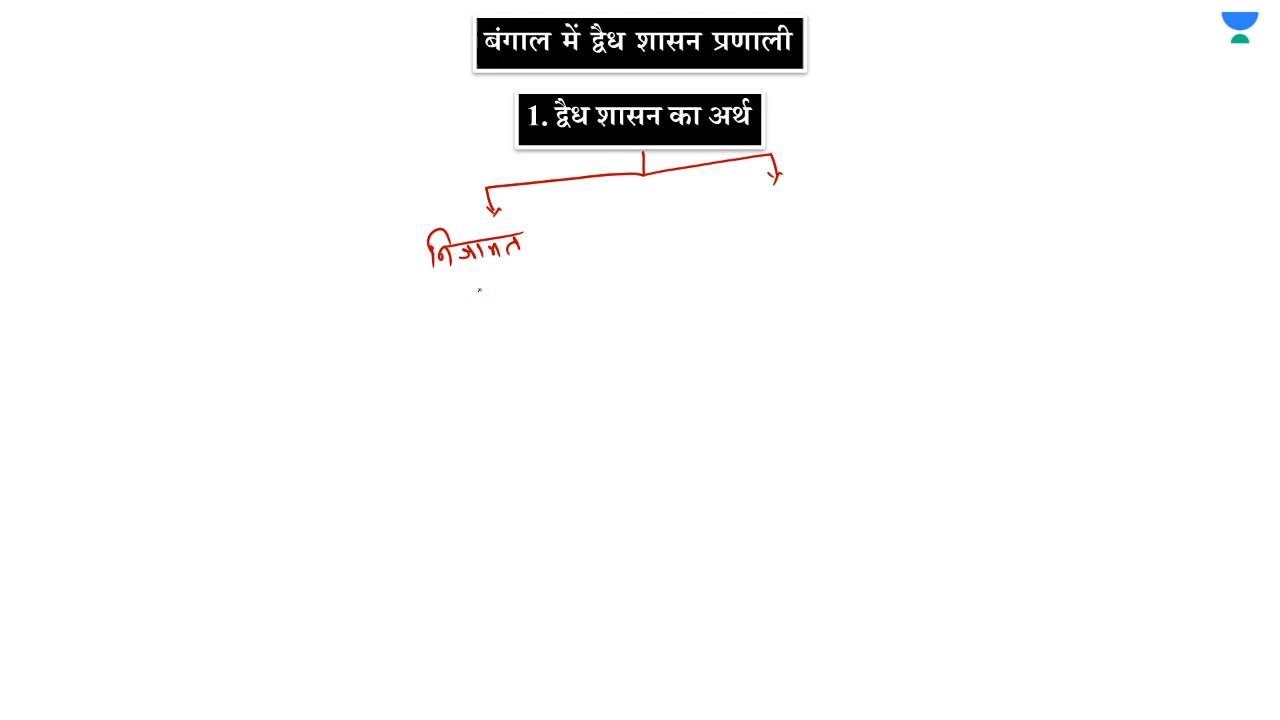 बंगाल में द्वैध शासन प्रणाली
1. द्वैध शासन का अर्थ
निजामत